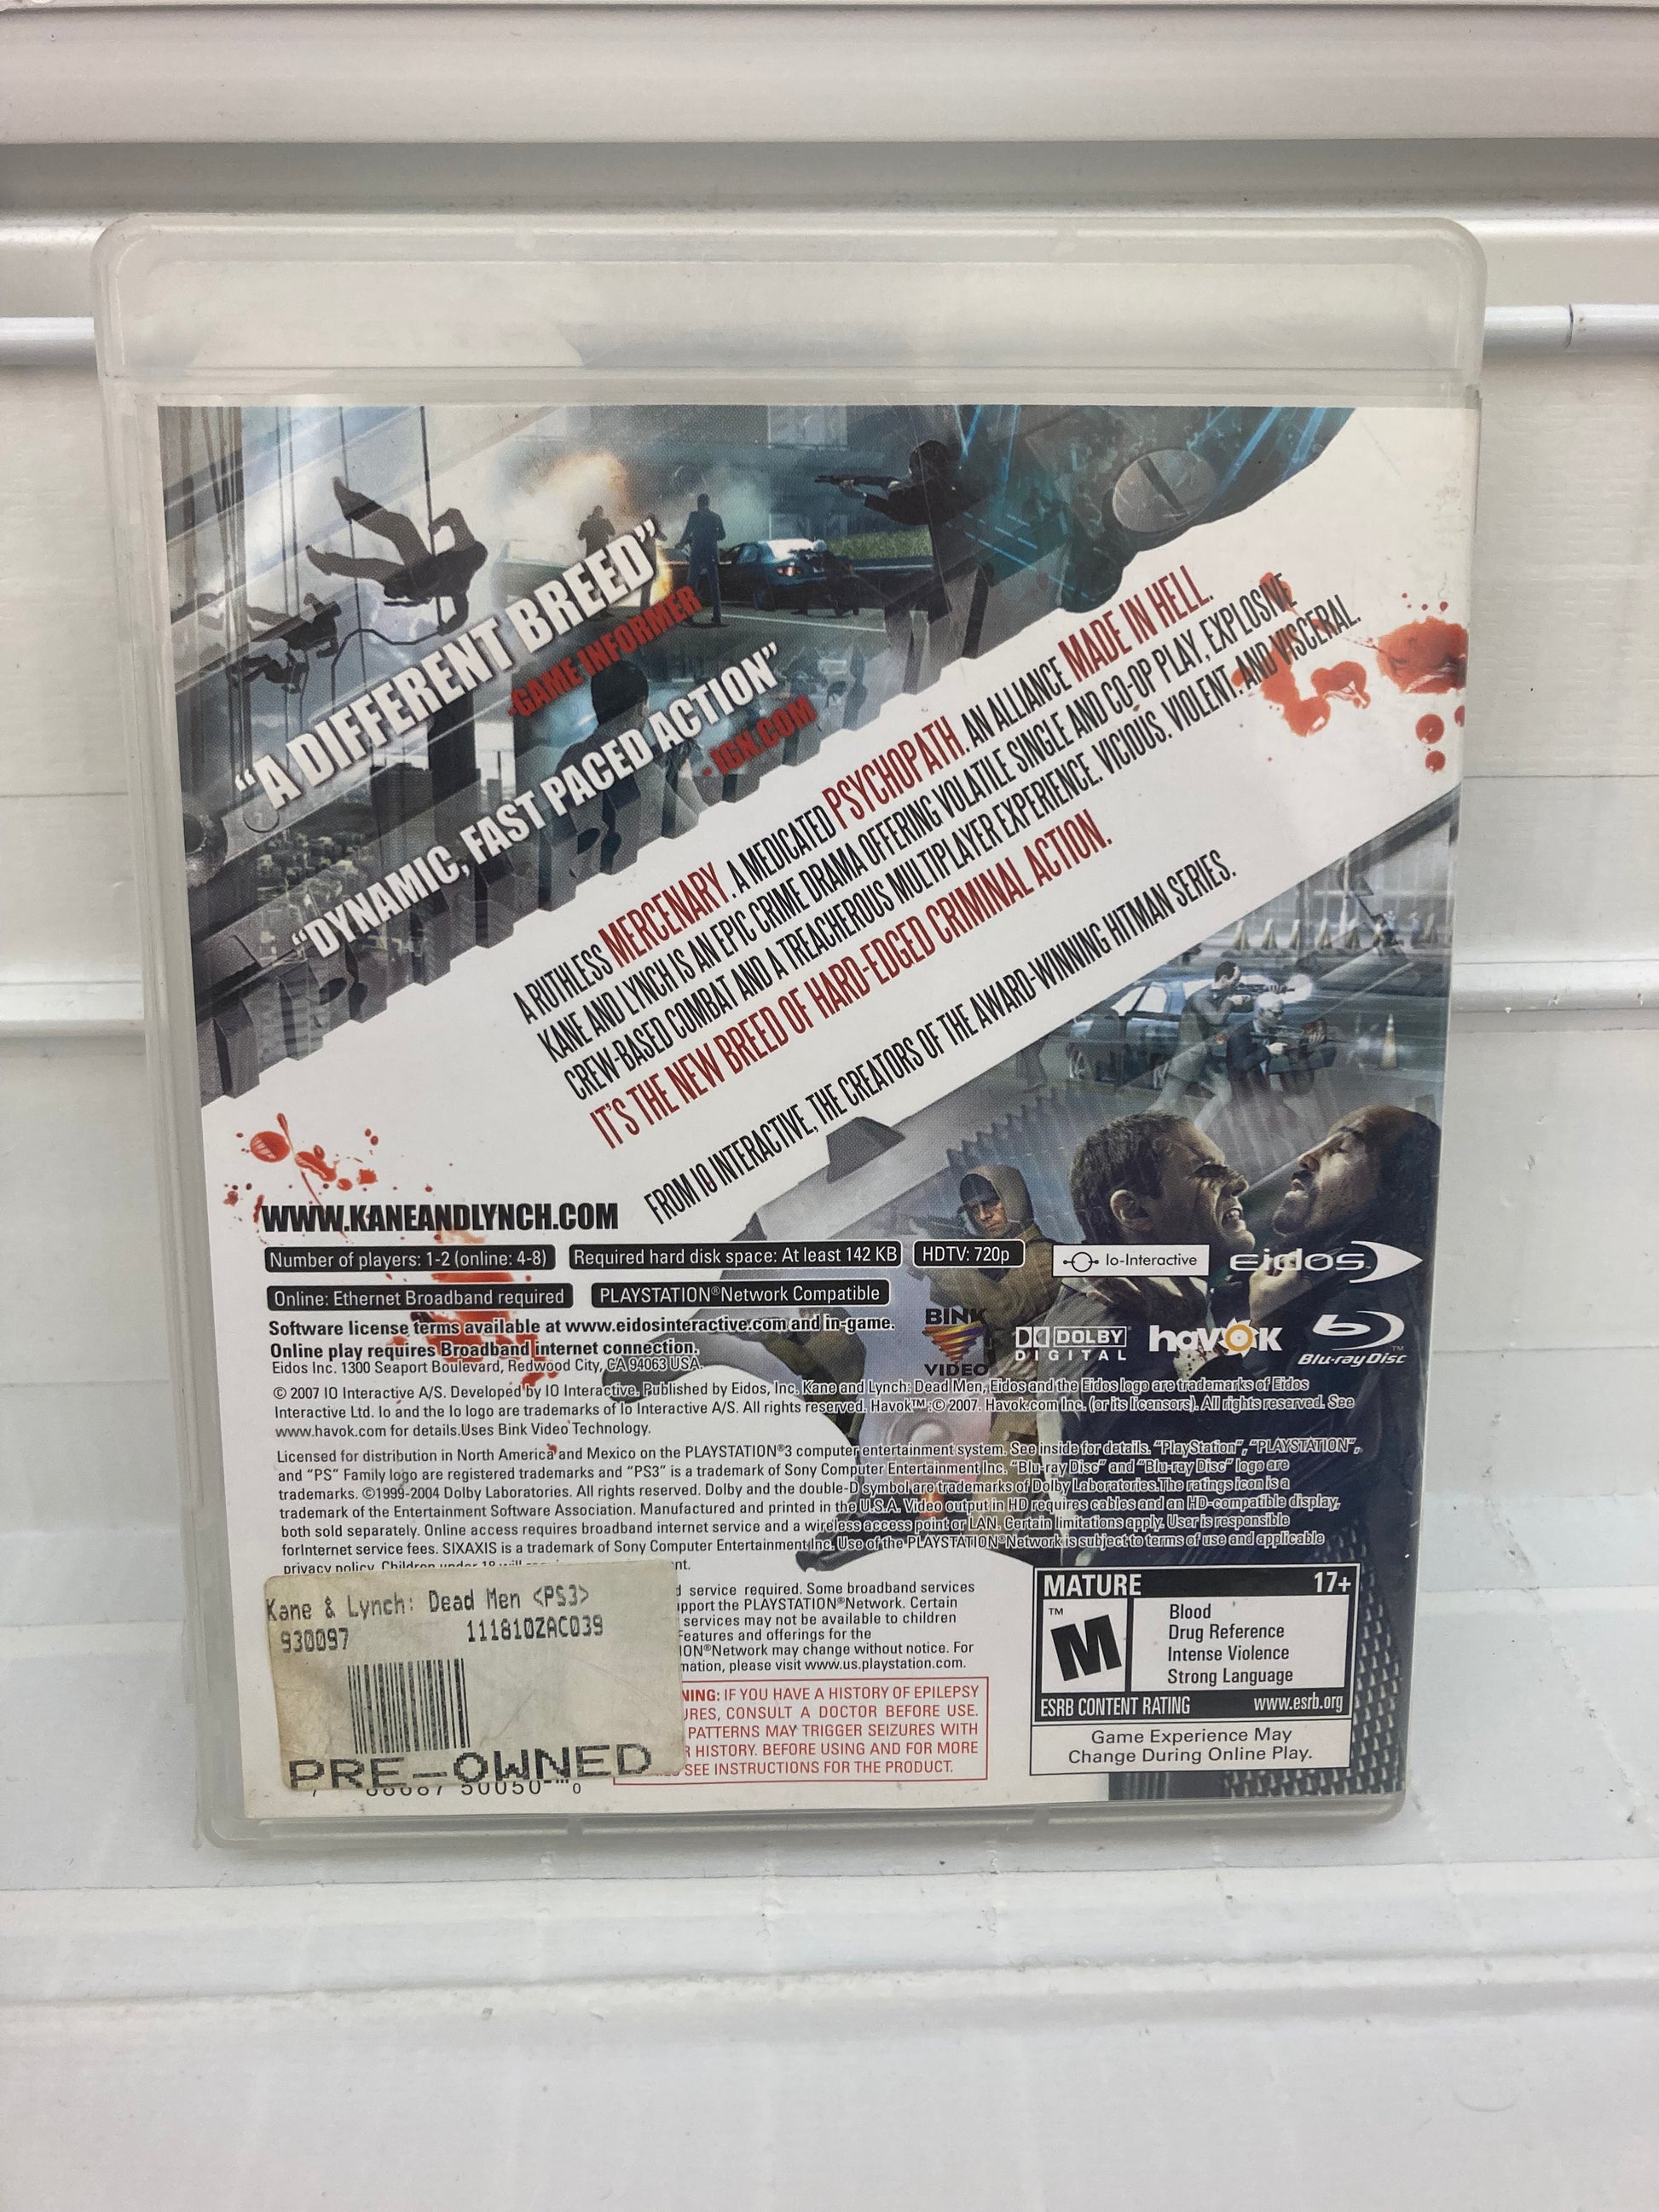 “A DIFFERENT BREED”
-GAME INFORMER
“DYNAMIC, FAST PACED ACTION”
- IGN.COM
A RUTHLESS MERCENARY. A MEDICATED PSYCHOPATH. AN ALLIANCE MADE IN HELL.
KANE AND LYNCH IS AN EPIC CRIME DRAMA OFFERING VOLATILE SINGLE AND CO-OP PLAY, EXPLOSIVE
CREW-BASED COMBAT AND A TREACHEROUS MULTIPLAYER EXPERIENCE. VICIOUS. VIOLENT. AND VISCERAL.
IT'S THE NEW BREED OF HARD-EDGED CRIMINAL ACTION.
FROM IO INTERACTIVE, THE CREATORS OF THE AWARD-WINNING HITMAN SERIES.
WWW.KANEANDLYNCH.COM
Number of players: 1-2 (online: 4-8)
Required hard disk space: At least 142 KB
HDTV: 720p
Io-Interactive
eidos
Online: Ethernet Broadband required
PLAYSTATION®Network Compatible
Software license terms available at www.eidosinteractive.com and in-game.
Online play requires Broadband internet connection.
Eidos Inc. 1300 Seaport Boulevard, Redwood City, CA 94063 USA.
BINK
VIDEO
DOLBY
DIGITAL
havok
Blu-ray Disc™
© 2007 IO Interactive A/S. Developed by IO Interactive. Published by Eidos, Inc. Kane and Lynch: Dead Men, Eidos and the Eidos logo are trademarks of Eidos
Interactive Ltd. Io and the Io logo are trademarks of Io Interactive A/S. All rights reserved. Havok™;© 2007. Havok.com Inc. (or its licensors). All rights reserved. See
www.havok.com for details.Uses Bink Video Technology.
Licensed for distribution in North America and Mexico on the PLAYSTATION®3 computer entertainment system. See inside for details. “PlayStation”, “PLAYSTATION”,
and “PS” Family logo are registered trademarks and “PS3” is a trademark of Sony Computer Entertainment Inc. “Blu-ray Disc” and “Blu-ray Disc” logo are
trademarks. ©1999-2004 Dolby Laboratories. All rights reserved. Dolby and the double-D symbol are trademarks of Dolby Laboratories.The ratings icon is a
trademark of the Entertainment Software Association. Manufactured and printed in the U.S.A. Video output in HD requires cables and an HD-compatible display,
both sold separately. Online access requires broadband internet service and a wireless access point or LAN. Certain limitations apply. User is responsible
forInternet service fees. SIXAXIS is a trademark of Sony Computer Entertainment Inc. Use of the PLAYSTATION®Network is subject to terms of use and applicable
privacy policy. Children under 18 will
service required. Some broadband services
the PLAYSTATION®Network. Certain
services may not be available to children
features and offerings for the
Network may change without notice. For
please visit www.us.playstation.com.
NING: IF YOU HAVE A HISTORY OF EPILEPSY
URES, CONSULT A DOCTOR BEFORE USE.
PATTERNS MAY TRIGGER SEIZURES WITH
HISTORY. BEFORE USING AND FOR MORE
SEE INSTRUCTIONS FOR THE PRODUCT.
Kane & Lynch: Dead Men <PS3>
930097
111810ZAC039
PRE-OWNED
50050
0
MATURE 17+
™
M
Blood
Drug Reference
Intense Violence
Strong Language
ESRB CONTENT RATING www.esrb.org
Game Experience May
Change During Online Play.